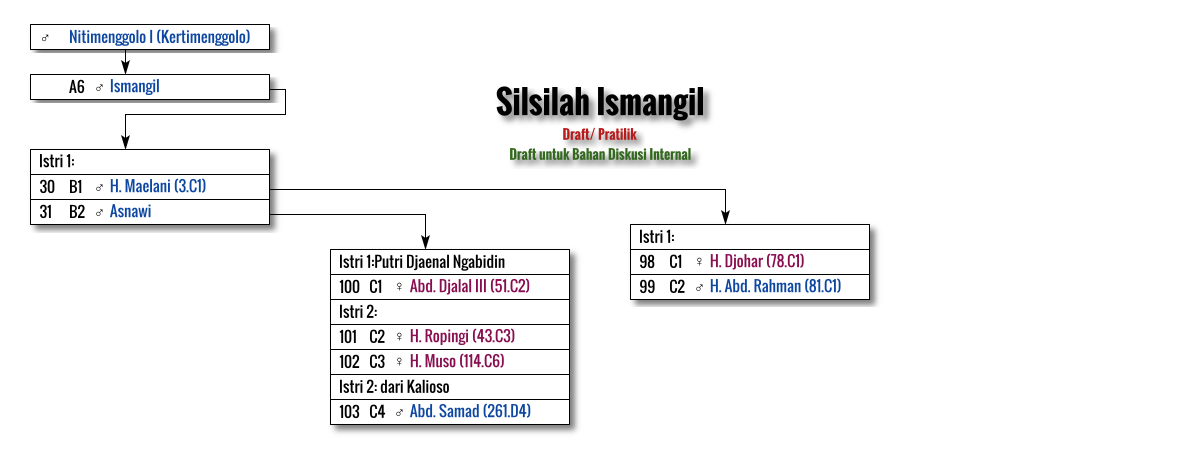 ♂ Nitimenggolo I (Kertimenggolo)
A6 ♂ Ismangil
Silsilah Ismangil
Draft/ Pratilik
Draft untuk Bahan Diskusi Internal
Istri 1:
30 B1 ♂ H. Maelani (3.C1)
31 B2 ♂ Asnawi
Istri 1:Putri Djaenal Ngabidin
100 C1 ♀ Abd. Djalal III (51.C2)
Istri 2:
101 C2 ♀ H. Ropingi (43.C3)
102 C3 ♀ H. Muso (114.C6)
Istri 2: dari Kalioso
103 C4 ♂ Abd. Samad (261.D4)
Istri 1:
98 C1 ♀ H. Djohar (78.C1)
99 C2 ♂ H. Abd. Rahman (81.C1)